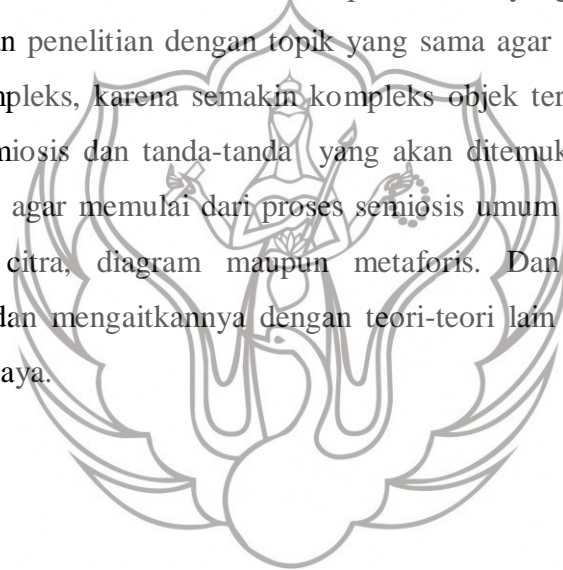 an penelitian dengan topik yang sama agar
npleks, karena semakin kompleks objek ter
miosis dan tanda-tanda yang akan ditemuk
agar memulai dari proses semiosis umum
citra, diagram maupun metaforis. Dan
dan mengaitkannya dengan teori-teori lain
aya.